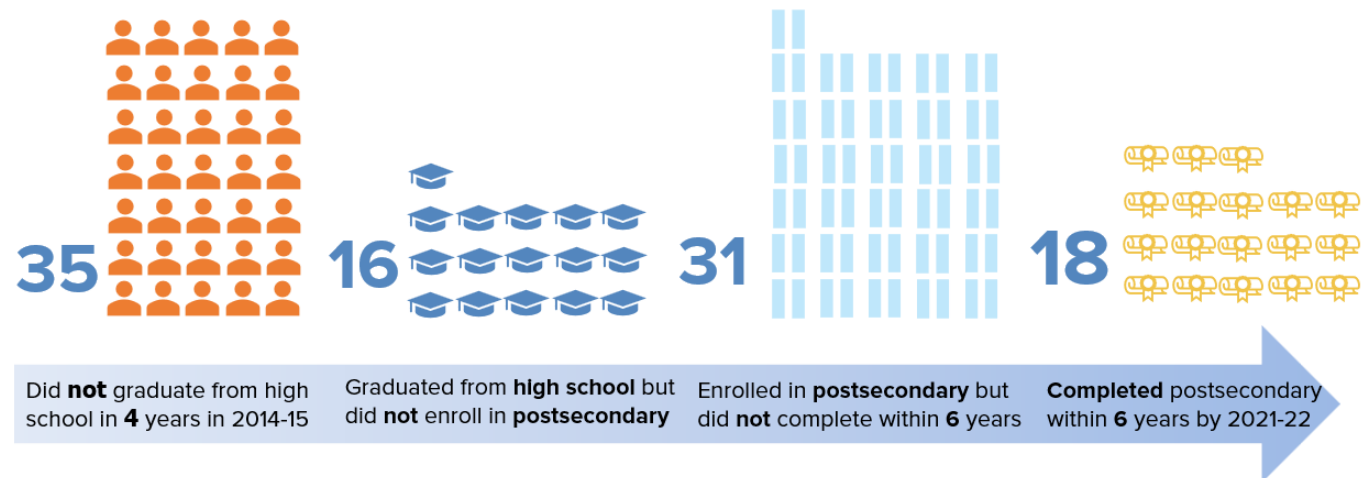 35
16
31
18
Did not graduate from high
school in 4 years in 2014-15
Graduated from high school but
did not enroll in postsecondary
Enrolled in postsecondary but
did not complete within 6 years
Completed postsecondary
within 6 years by 2021-22